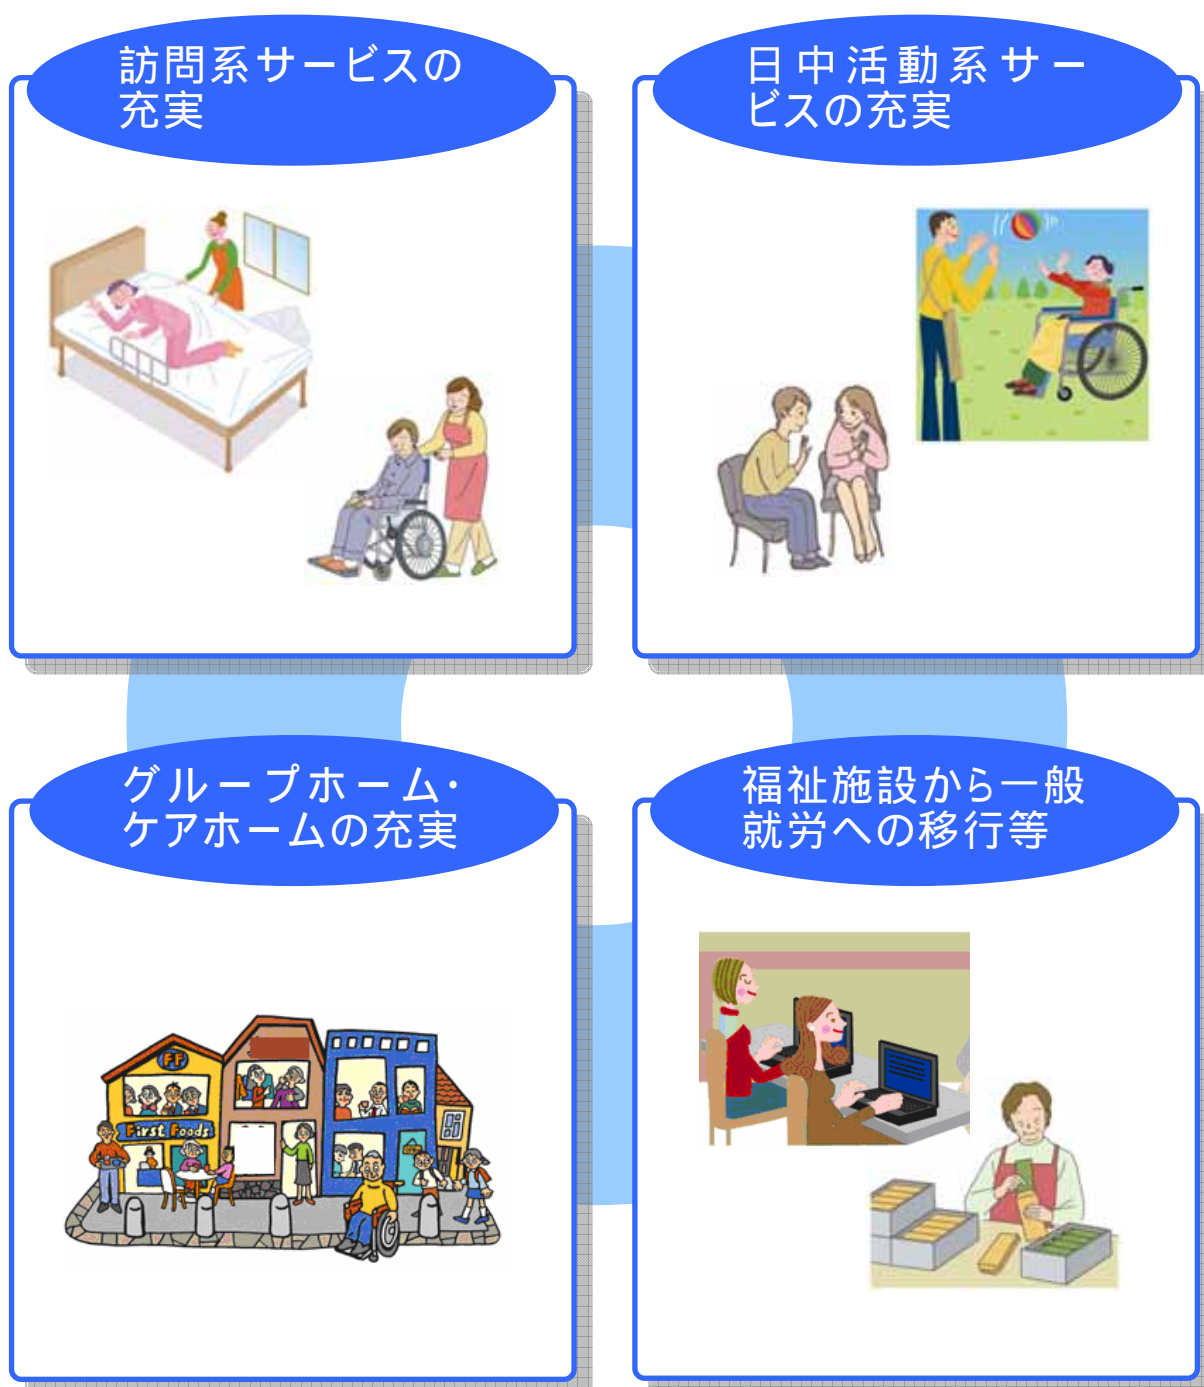 訪問系サービスの
充実
日中活動系サー
ビスの充実
グループホーム・
ケアホームの充実
FF
First Foods
福祉施設から一般
就労への移行等